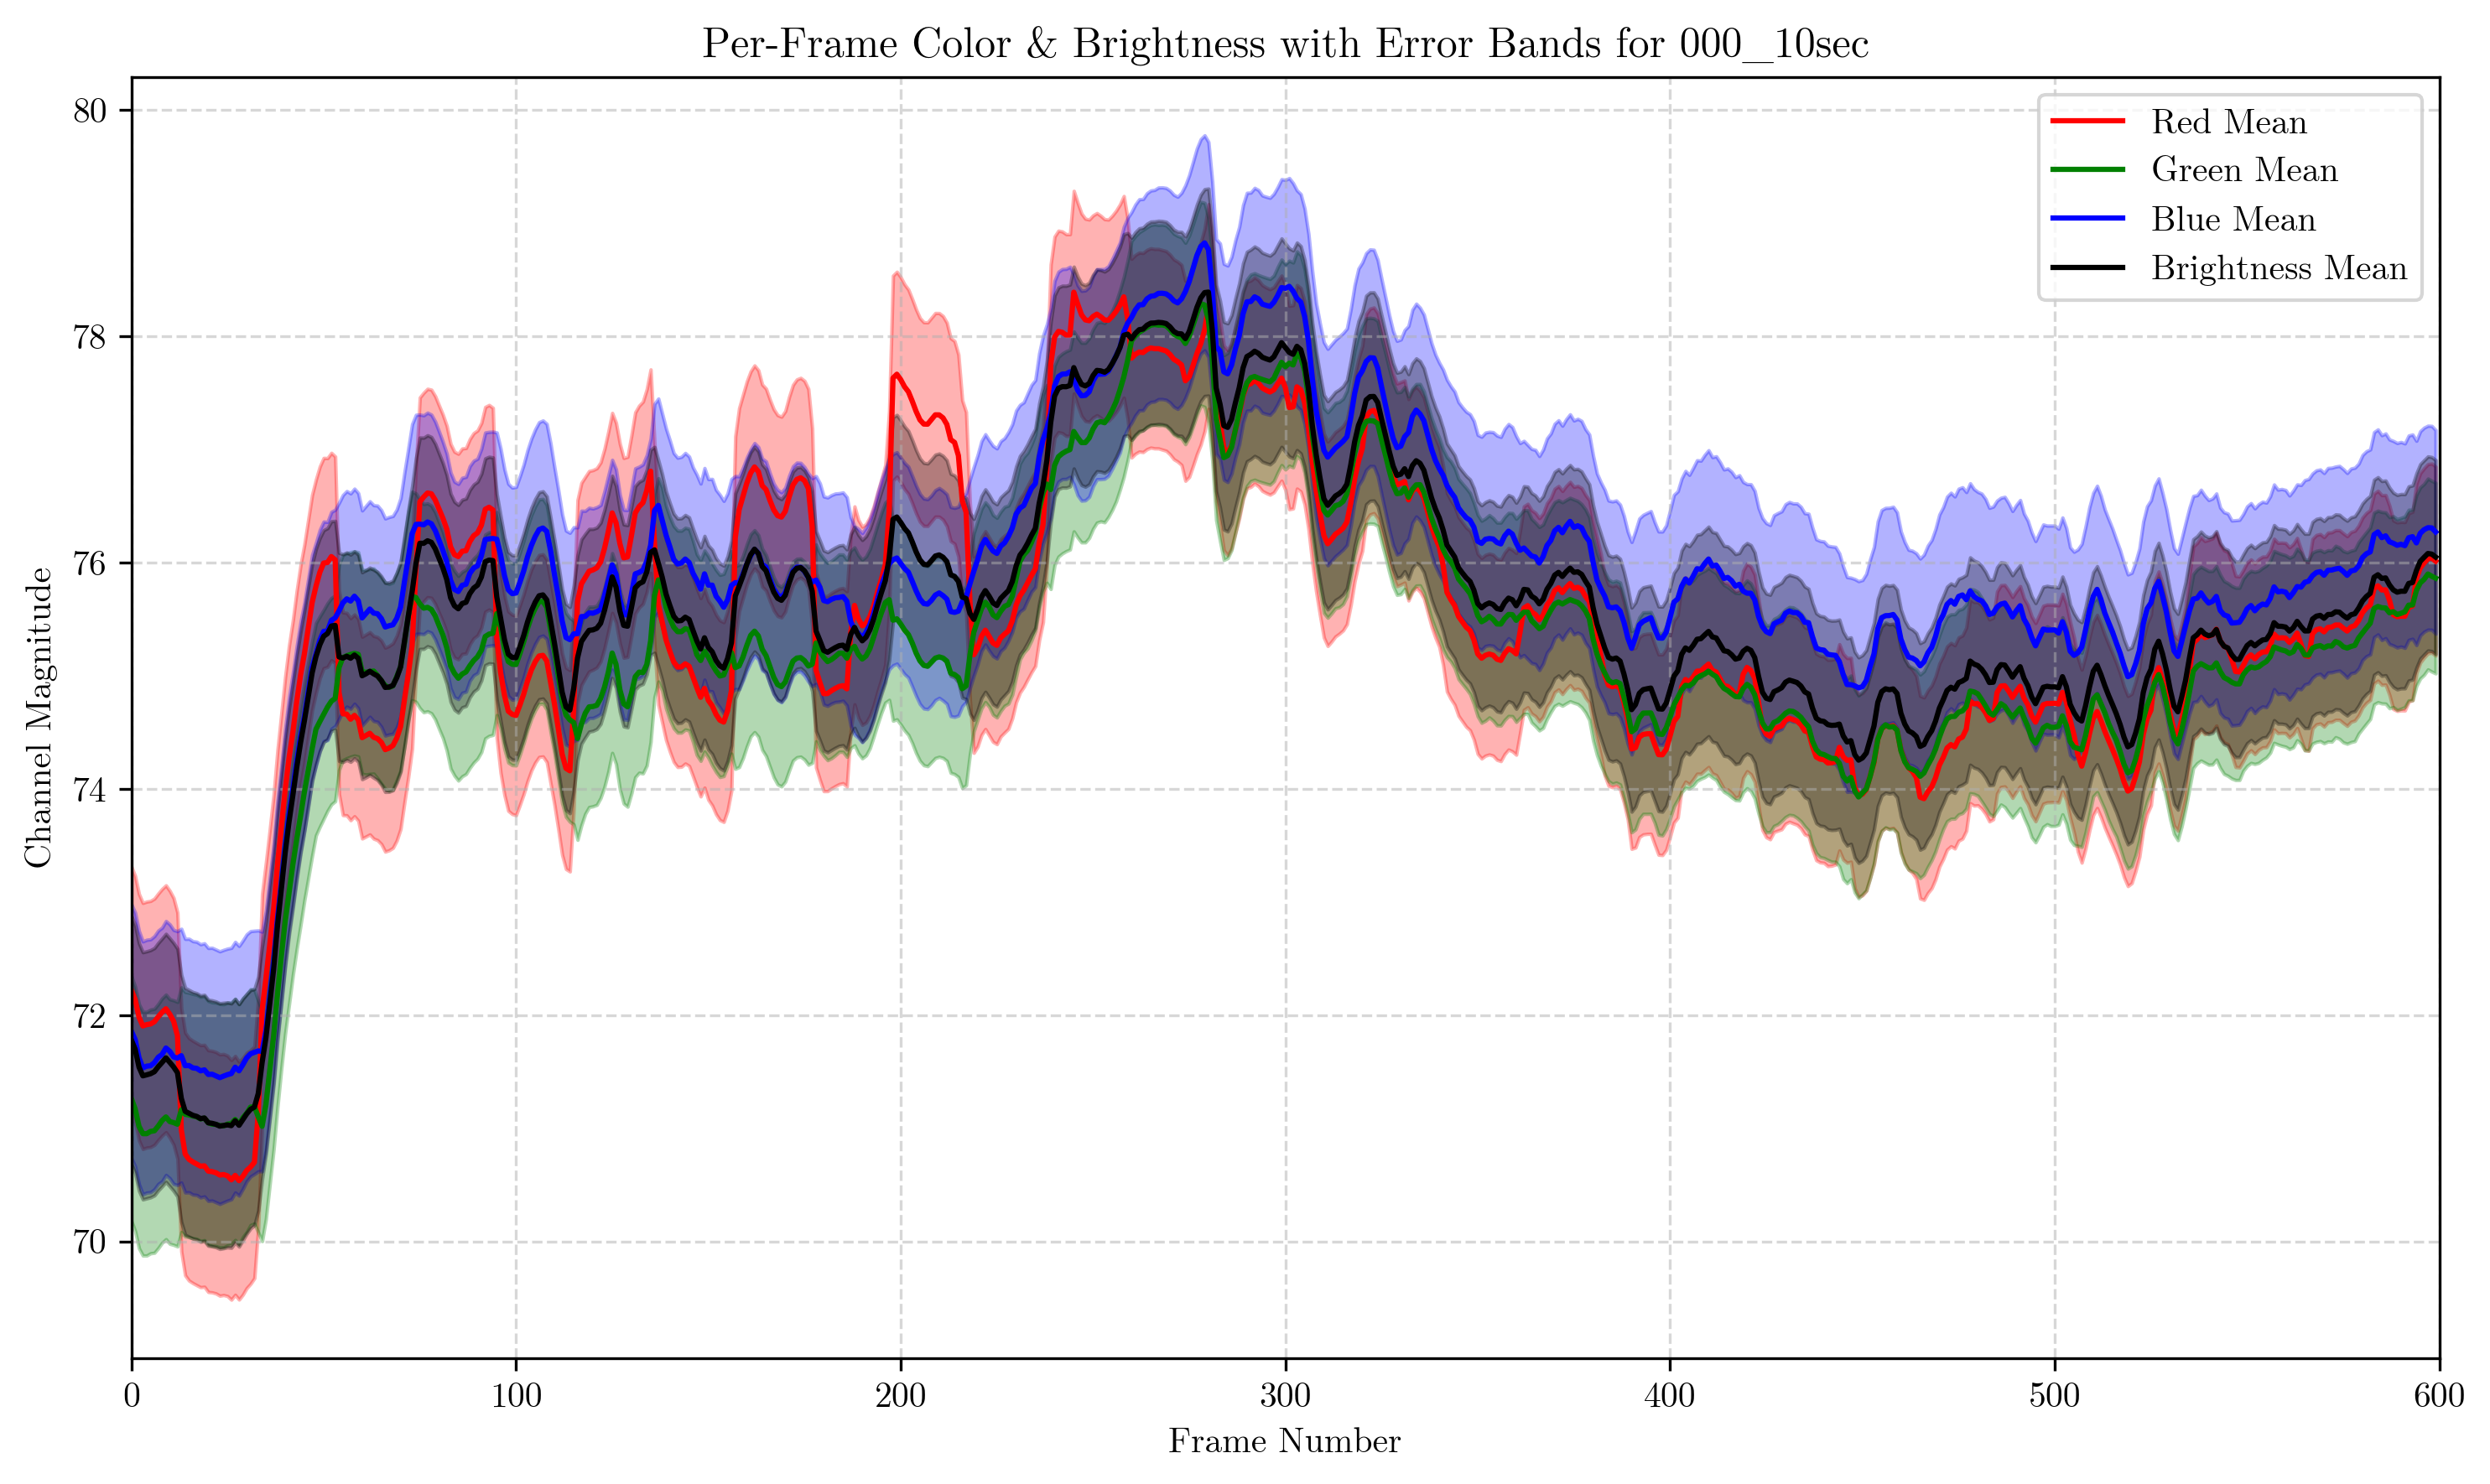 Per-Frame Color & Brightness with Error Bands for 000_10sec
80
78
76
74
72
70
Channel Magnitude
Red Mean
Green Mean
Blue Mean
Brightness Mean
0 100 200 300 400 500 600
Frame Number